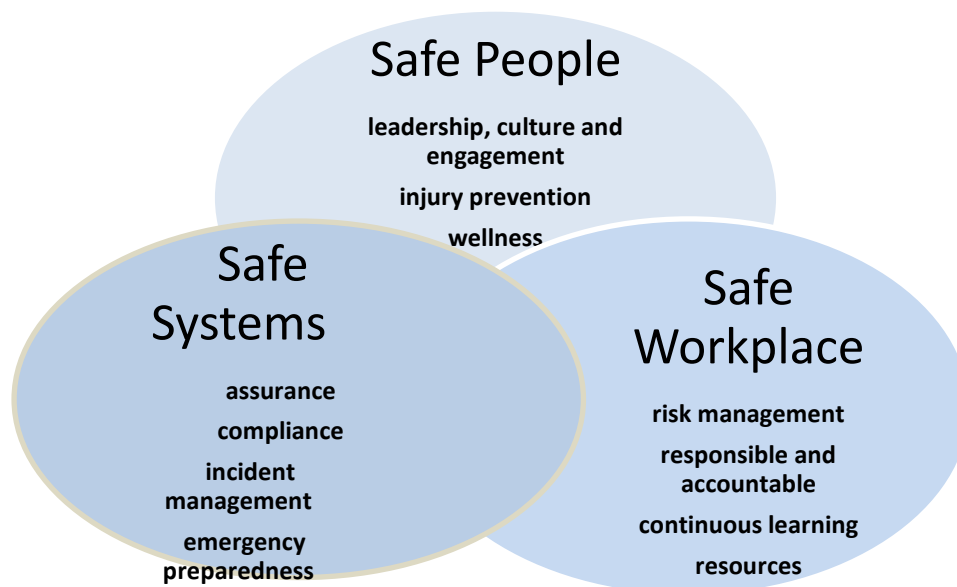 Safe People
leadership, culture and
engagement
injury prevention
wellness
Safe
Systems
assurance
compliance
incident
management
emergency
preparedness
Safe
Workplace
risk management
responsible and
accountable
continuous learning
resources